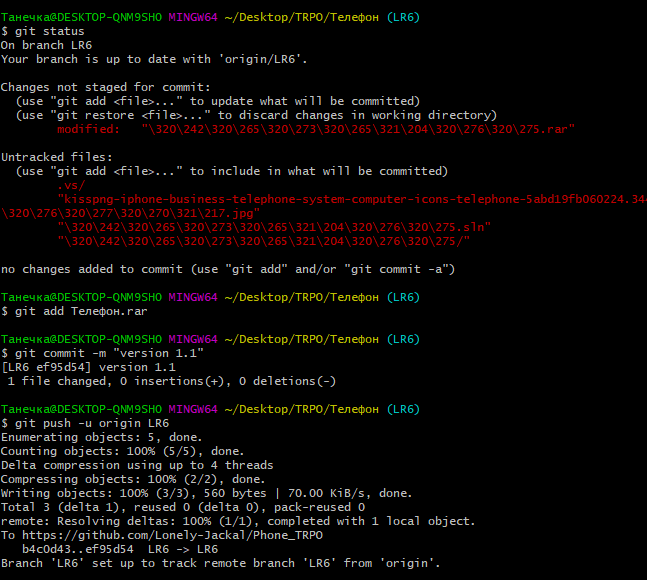 Танечка@DESKTOP-QNM9SHO MINGW64 ~/Desktop/TRPO/Телефон (LR6)
$ git status
On branch LR6
Your branch is up to date with 'origin/LR6'.
Changes not staged for commit:
  (use "git add <file>..." to update what will be committed)
  (use "git restore <file>..." to discard changes in working directory)
        modified:   "\320\242\320\265\320\273\320\265\321\204\320\276\320\275.rar"
Untracked files:
  (use "git add <file>..." to include in what will be committed)
        .vs/
        "kisspng-iphone-business-telephone-system-computer-icons-telephone-5abd19fb060224.344
\320\276\320\277\320\270\321\217.jpg"
        "\320\242\320\265\320\273\320\265\321\204\320\276\320\275.sln"
        "\320\242\320\265\320\273\320\265\321\204\320\276\320\275/"
no changes added to commit (use "git add" and/or "git commit -a")
Танечка@DESKTOP-QNM9SHO MINGW64 ~/Desktop/TRPO/Телефон (LR6)
$ git add Телефон.rar
Танечка@DESKTOP-QNM9SHO MINGW64 ~/Desktop/TRPO/Телефон (LR6)
$ git commit -m "version 1.1"
[LR6 ef95d54] version 1.1
 1 file changed, 0 insertions(+), 0 deletions(-)
Танечка@DESKTOP-QNM9SHO MINGW64 ~/Desktop/TRPO/Телефон (LR6)
$ git push -u origin LR6
Enumerating objects: 5, done.
Counting objects: 100% (5/5), done.
Delta compression using up to 4 threads
Compressing objects: 100% (2/2), done.
Writing objects: 100% (3/3), 560 bytes | 70.00 KiB/s, done.
Total 3 (delta 1), reused 0 (delta 0), pack-reused 0
remote: Resolving deltas: 100% (1/1), completed with 1 local object.
To https://github.com/Lonely-Jackal/Phone_TRPO
   b4c0d43..ef95d54  LR6 -> LR6
Branch 'LR6' set up to track remote branch 'LR6' from 'origin'.